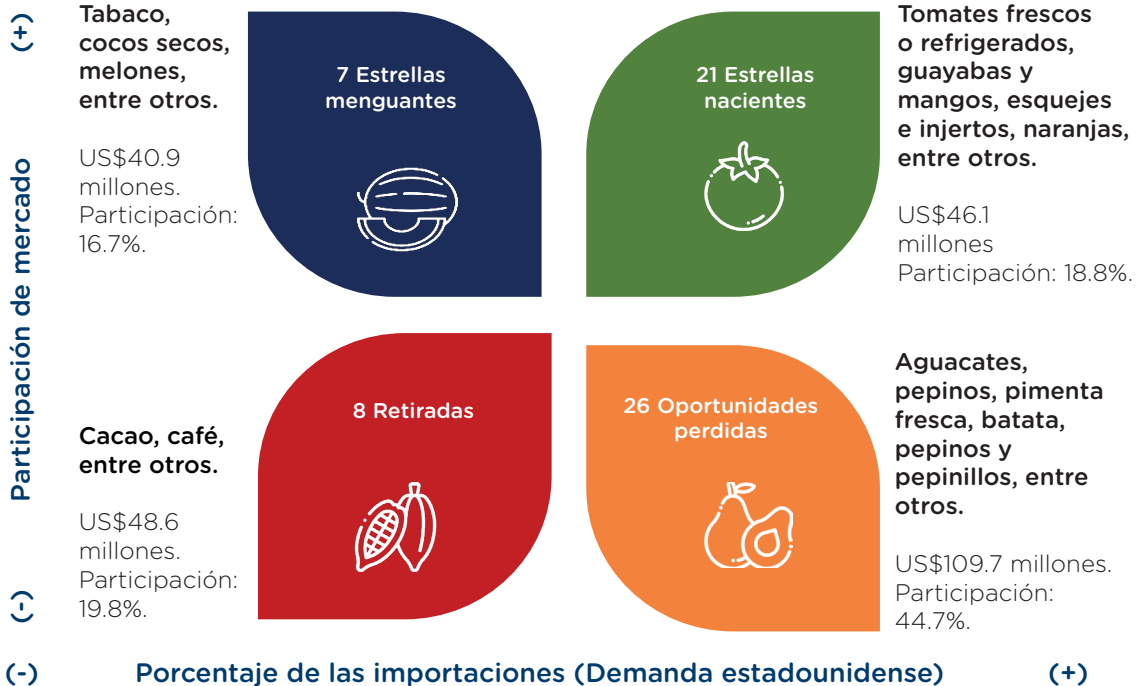 (+)
Participación de mercado
(-)
Tabaco,
cocos secos,
melones,
entre otros.
US$40.9
millones.
Participación:
16.7%.
7 Estrellas
menguantes
21 Estrellas
nacientes
Tomates frescos
o refrigerados,
guayabas y
mangos, esquejes
e injertos, naranjas,
entre otros.
US$46.1
millones
Participación: 18.8%.
Cacao, café,
entre otros.
US$48.6
millones.
Participación:
19.8%.
8 Retiradas
26 Oportunidades
perdidas
Aguacates,
pepinos, pimenta
fresca, batata,
pepinos y
pepinillos, entre
otros.
US$109.7 millones.
Participación:
44.7%.
(-) Porcentaje de las importaciones (Demanda estadounidense) (+)